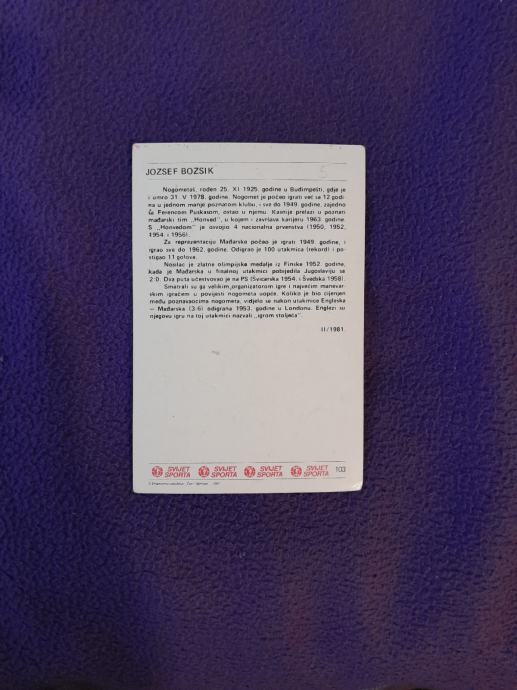 JOZSEF BOZSIK
5
Nogometaš, rođen 25. XI 1925. godine u Budimpešti, gdje je
i umro 31. V 1978. godine. Nogomet je počeo igrati već sa 12 godi-
na u jednom manje poznatom klubu, i sve do 1949. godine, zajedno
sa Ferencom Puskasom, ostao u njemu. Kasnije prelazi u poznati
mađarski tim „Honved", u kojem i završava karijeru 1963. godine.
S „Honvedom" je osvojio 4 nacionalna prvenstva (1950, 1952,
1954. i 1956).
Za reprezentaciju Mađarske počeo je igrati 1949. godine, i
igrao sve do 1962. godine. Odigrao je 100 utakmica (rekord) i po-
stigao 11 golova.
Nosilac je zlatne olimpijske medalje iz Finske 1952. godine,
kada je Mađarska u finalnoj utakmici pobijedila Jugoslaviju sa
2:0. Dva puta učestvovao je na PS (Švicarska 1954. i Švedska 1958).
Smatrali su ga velikim organizatorom igre i najvećim manevar-
skim igračem u povijesti nogometa uopće. Koliko je bio cijenjen
među poznavaocima nogometa, vidjelo se nakon utakmice Engleska
— Mađarska (3:6) odigrana 1953. godine u Londonu. Englezi su
njegovu igru na toj utakmici nazvali „igrom stoljeća".
II/1981.
SVIJET SPORTA SVIJET SPORTA SVIJET SPORTA SVIJET SPORTA 103